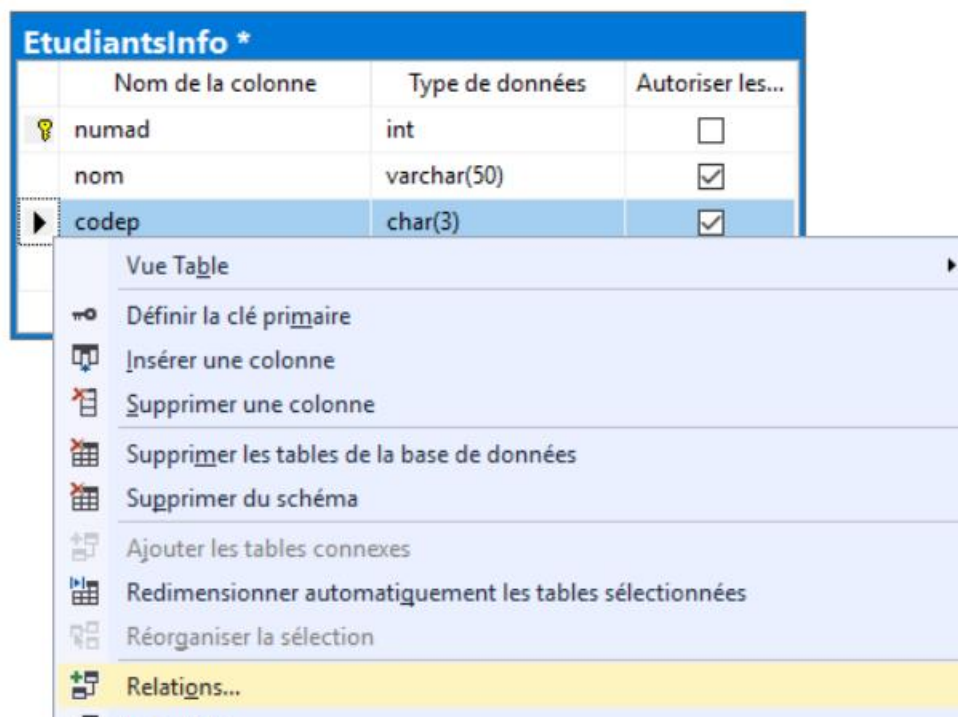 EtudiantsInfo *
Nom de la colonne Type de données Autoriser les...
numad int
nom varchar(50)
codep char(3)
Vue Table
Définir la clé primaire
Insérer une colonne
Supprimer une colonne
Supprimer les tables de la base de données
Supprimer du schéma
Ajouter les tables connexes
Redimensionner automatiquement les tables sélectionnées
Réorganiser la sélection
Relations...